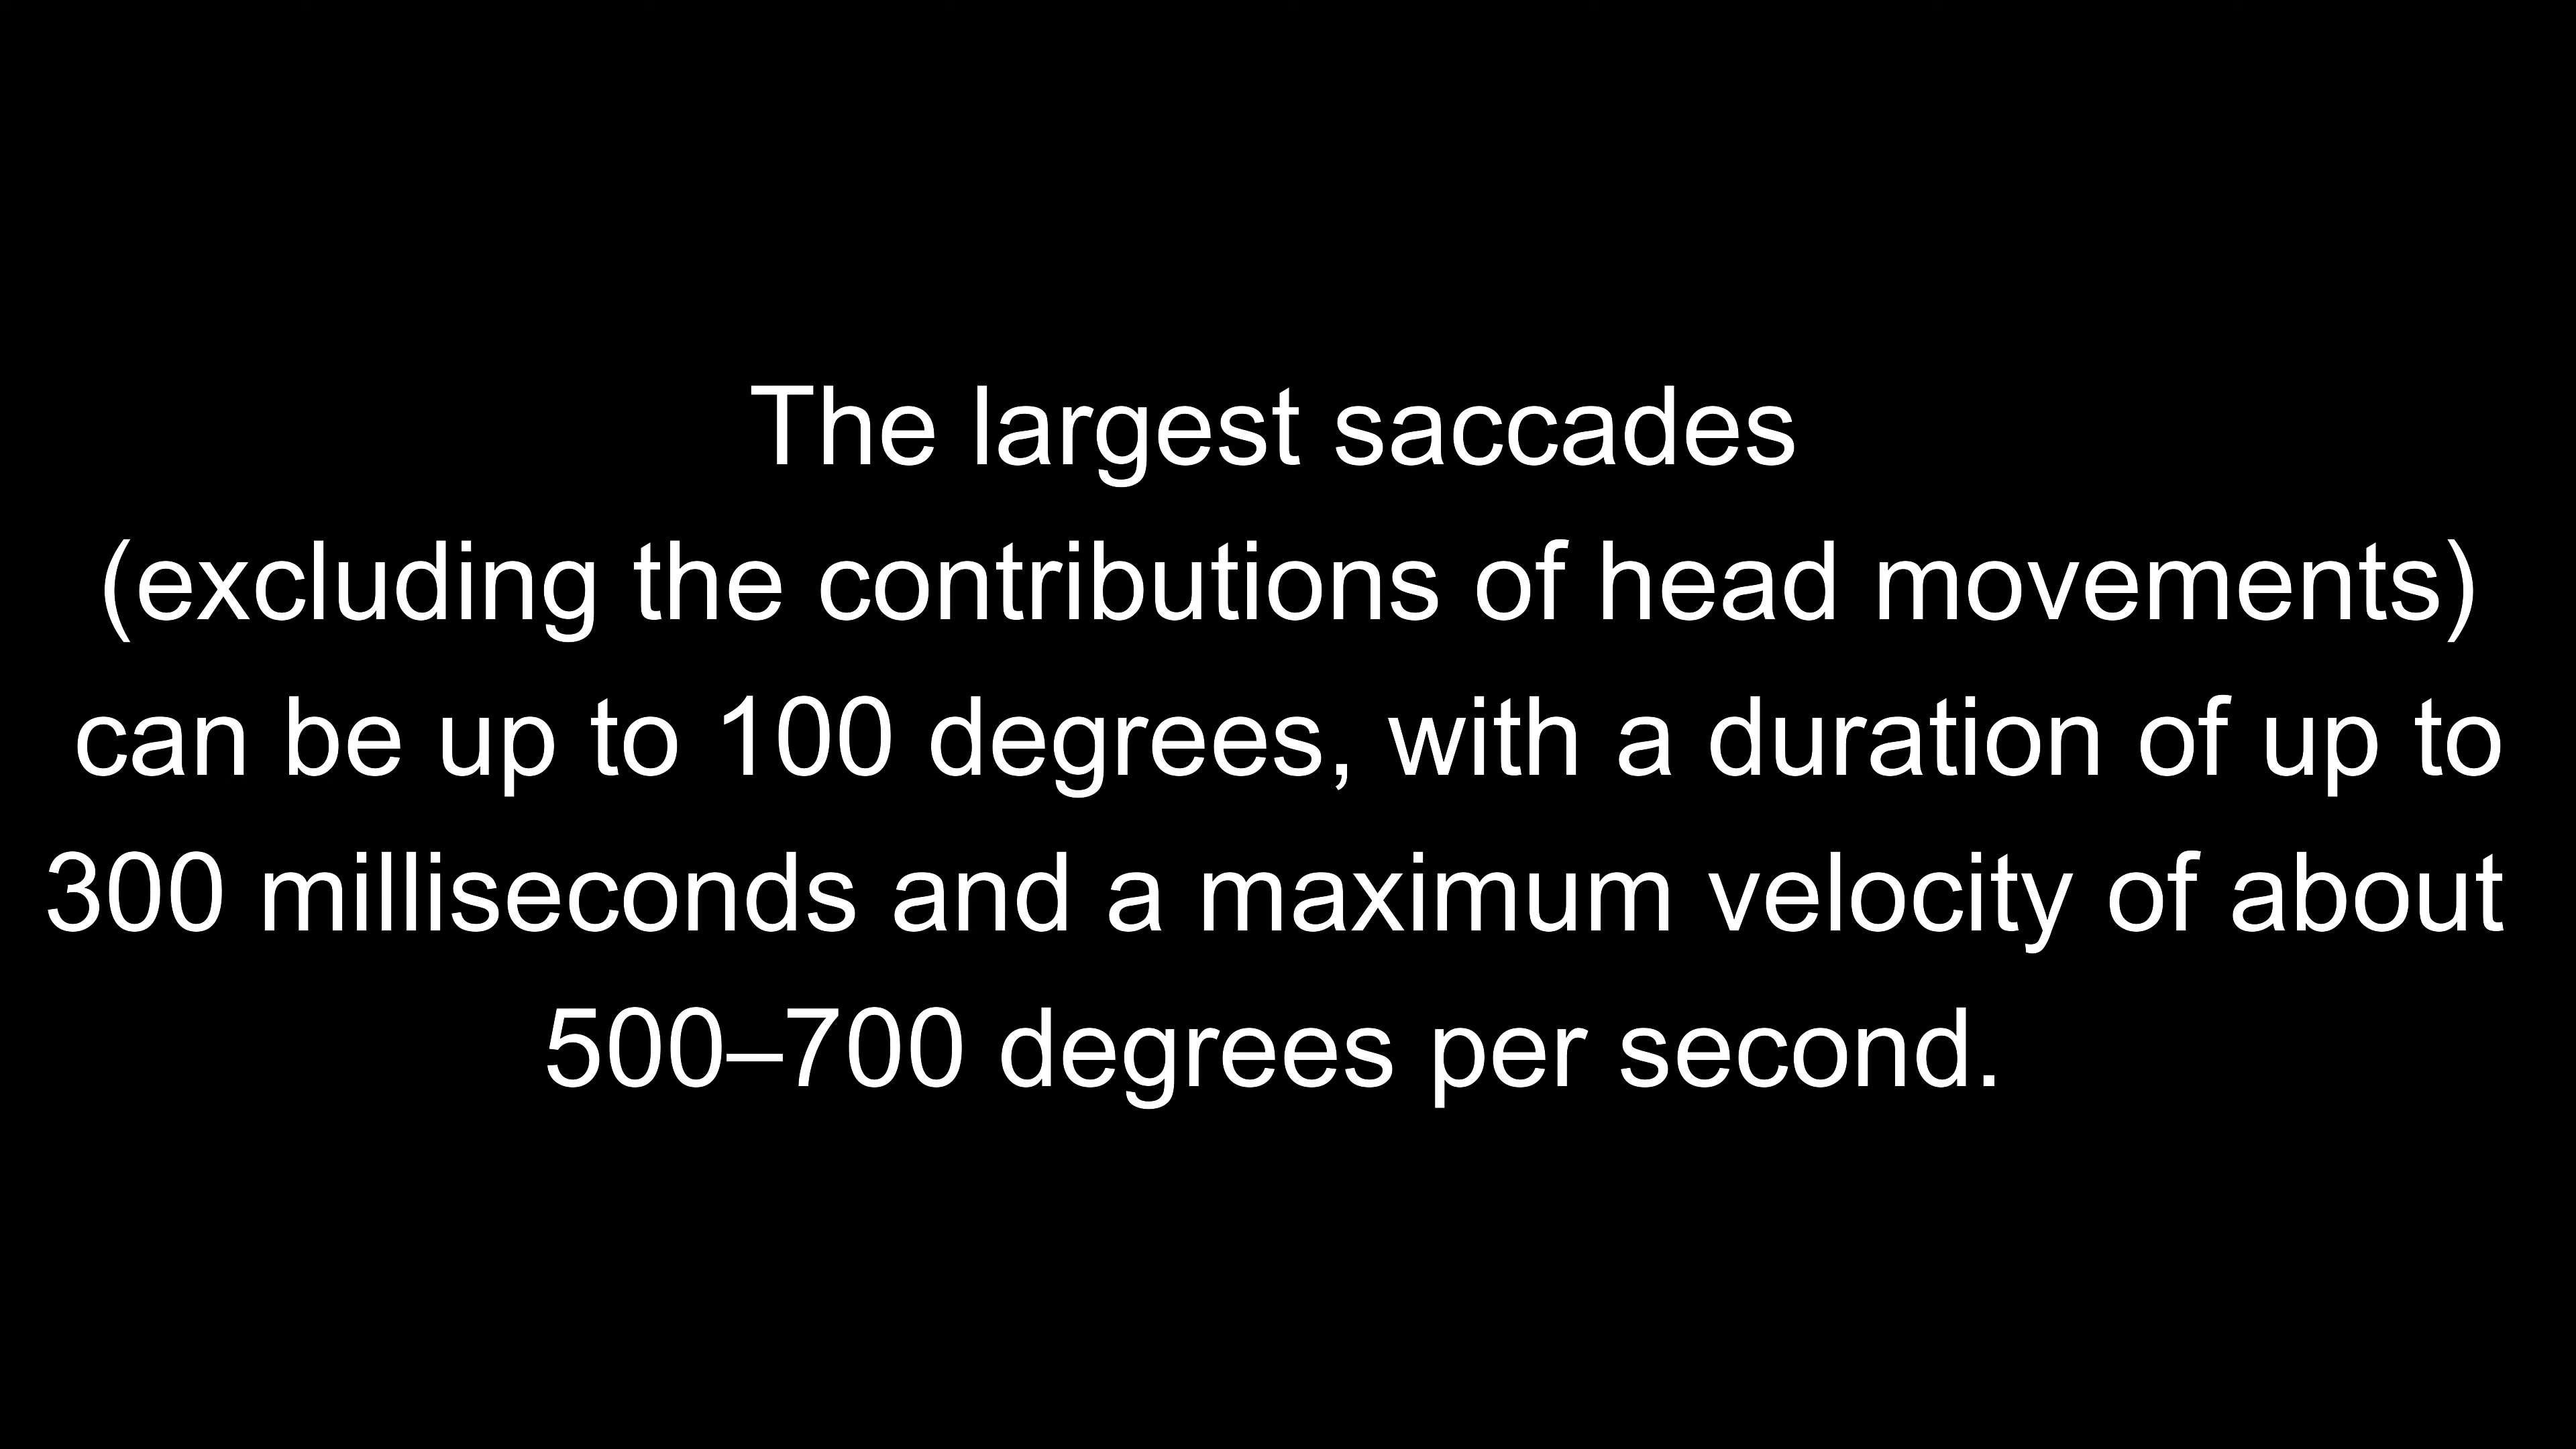 The largest saccades
(excluding the contributions of head movements)
can be up to 100 degrees, with a duration of up to
300 milliseconds and a maximum velocity of about
500–700 degrees per second.